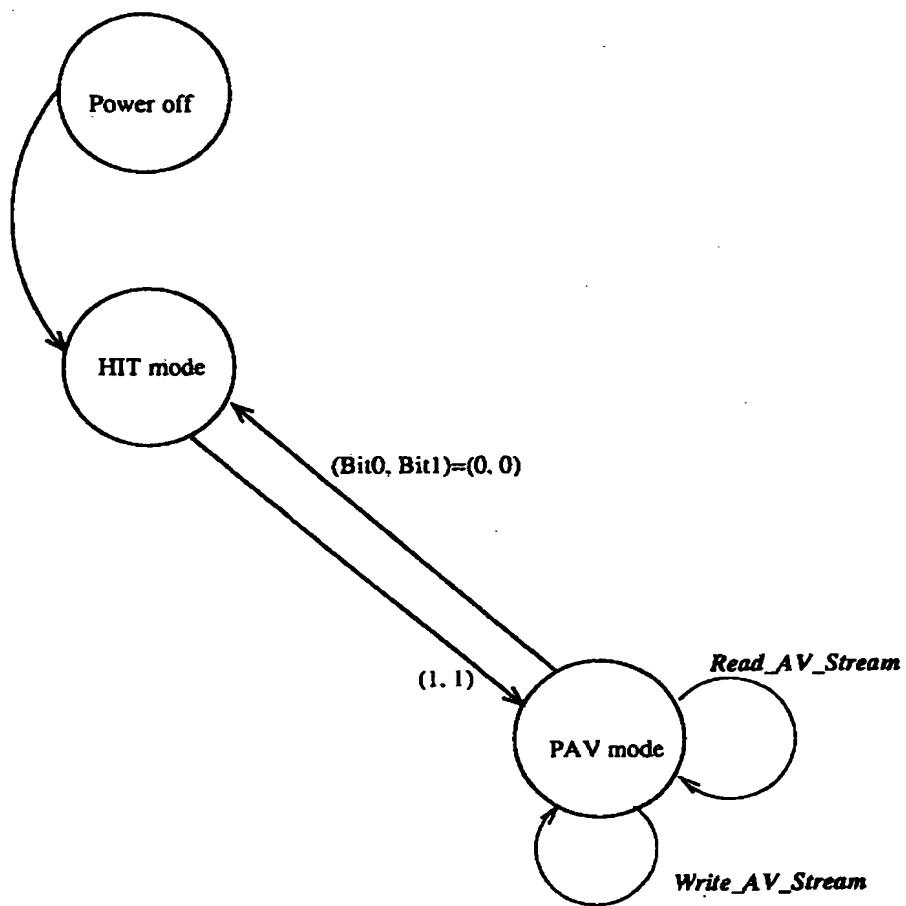 Power off
HIT mode
(Bit0, Bit1)=(0, 0)
(1, 1)
Read_AV_Stream
PAV mode
Write_AV_Stream